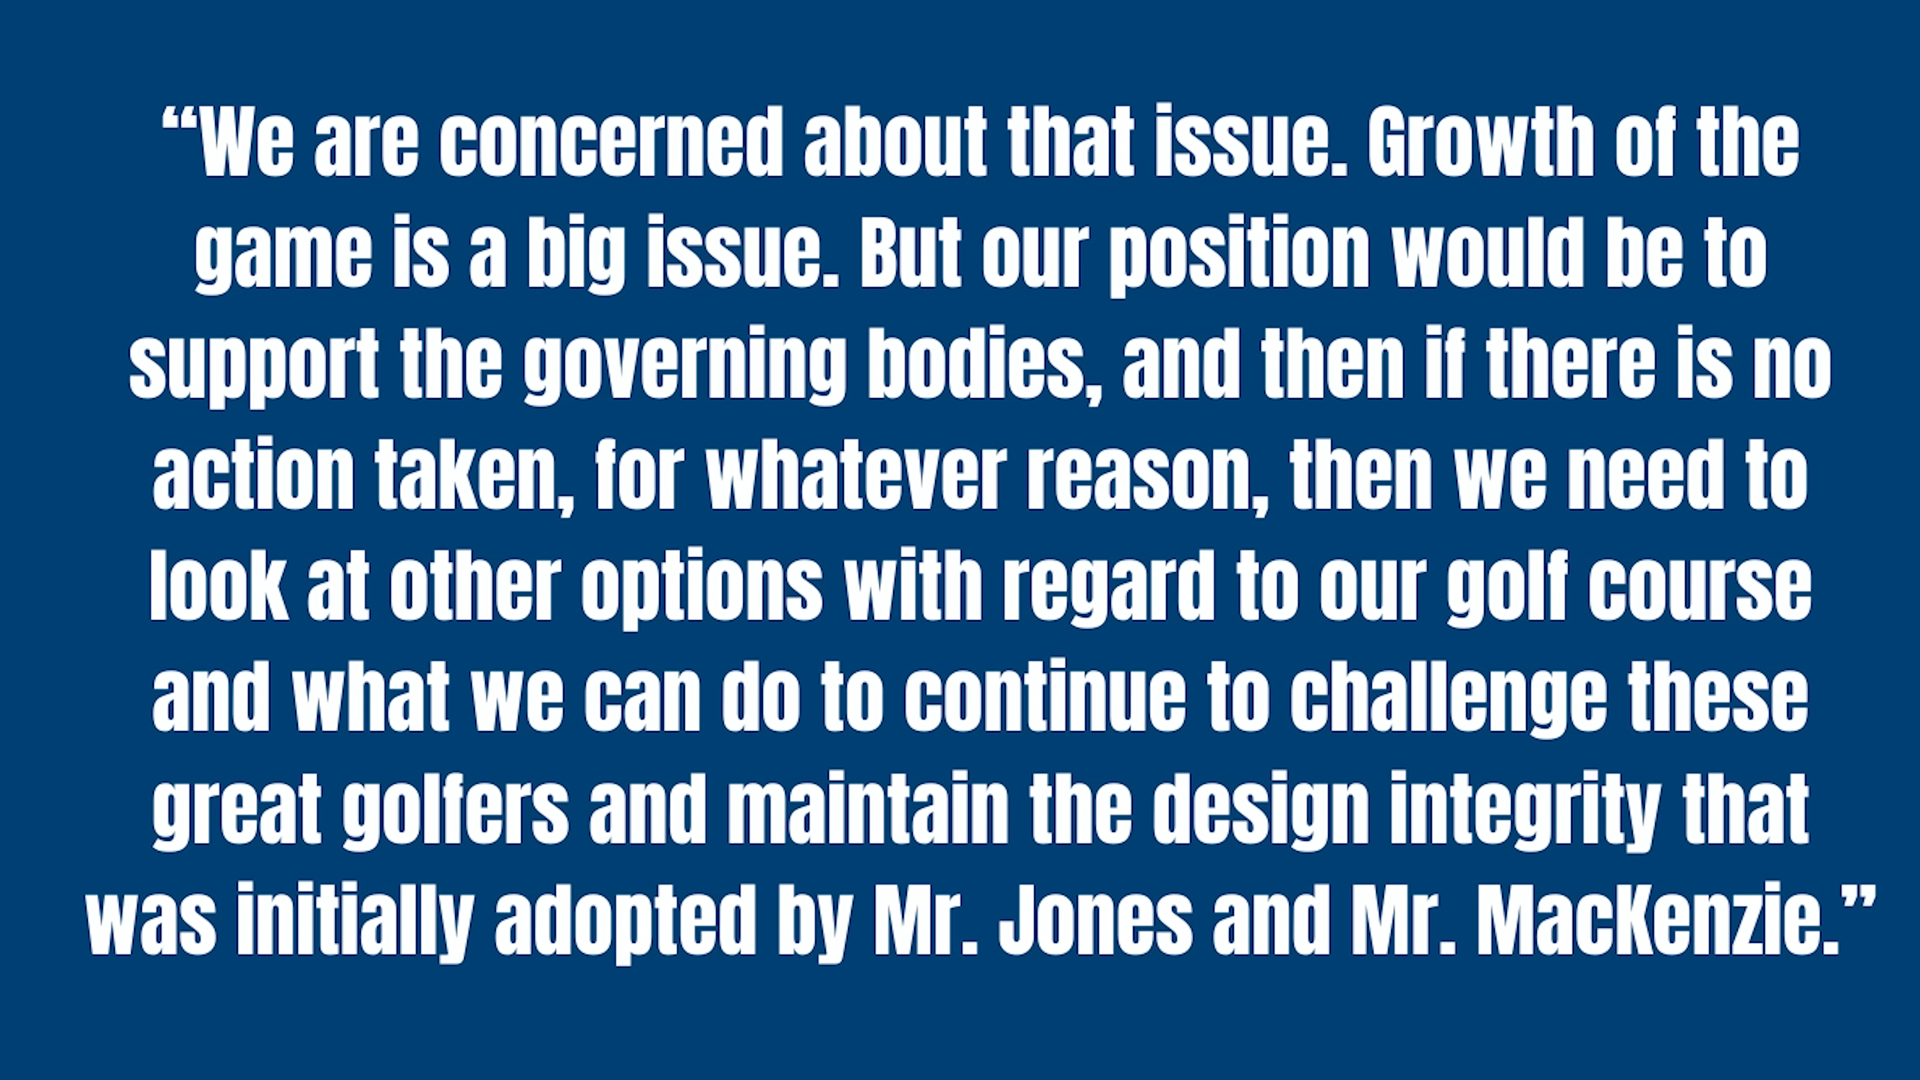 “We are concerned about that issue. Growth of the
game is a big issue. But our position would be to
support the governing bodies, and then if there is no
action taken, for whatever reason, then we need to
look at other options with regard to our golf course
and what we can do to continue to challenge these
great golfers and maintain the design integrity that
was initially adopted by Mr. Jones and Mr. MacKenzie.”